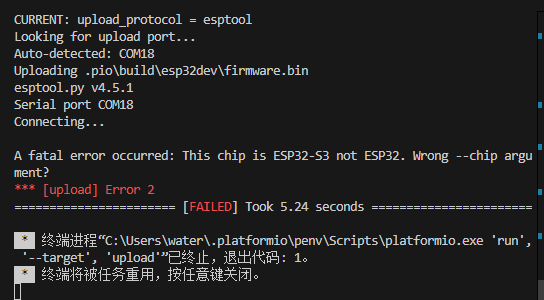 CURRENT: upload_protocol = esptool
Looking for upload port...
Auto-detected: COM18
Uploading .pio\build\esp32dev\firmware.bin
esptool.py v4.5.1
Serial port COM18
Connecting...
A fatal error occurred: This chip is ESP32-S3 not ESP32. Wrong --chip argu
ment?
*** [upload] Error 2
======================= [FAILED] Took 5.24 seconds =======================
* 终端进程“C:\Users\water\.platformio\penv\Scripts\platformio.exe 'run',
'--target', 'upload'”已终止，退出代码: 1。
* 终端将被任务重用，按任意键关闭。